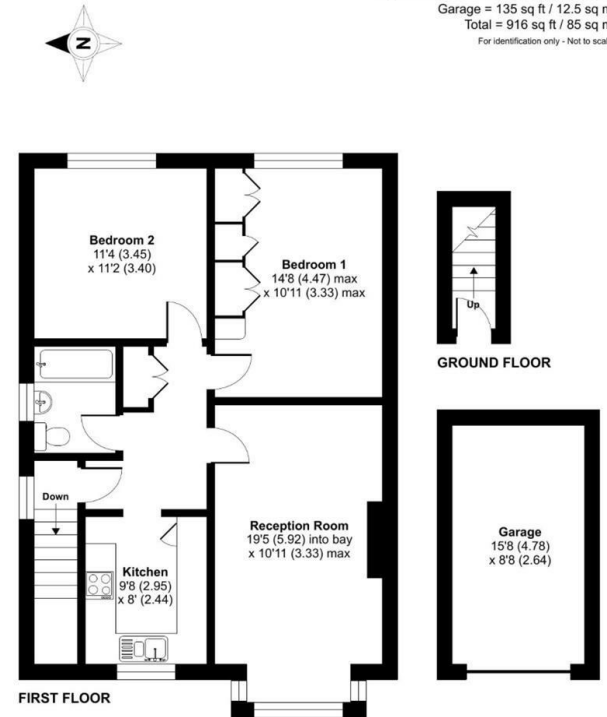 Garage = 135 sq ft / 12.5 sq m
Total = 916 sq ft / 85 sq m
For identification only - Not to scal
N
Bedroom 2
11'4 (3.45)
x 11'2 (3.40)
Bedroom 1
14'8 (4.47) max
x 10'11 (3.33) max
Up
GROUND FLOOR
Down
Reception Room
19'5 (5.92) into bay
x 10'11 (3.33) max
Garage
15'8 (4.78)
x 8'8 (2.64)
Kitchen
9'8 (2.95)
x 8' (2.44)
FIRST FLOOR